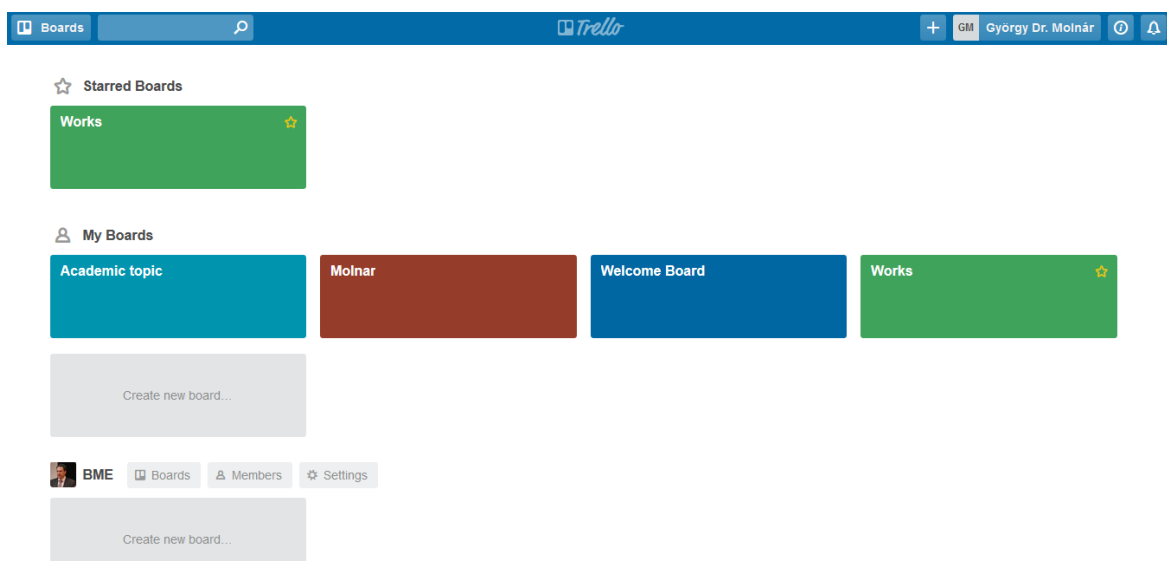 Boards Trello + GM György Dr. Molnár
Starred Boards
Works
My Boards
Academic topic Molnar Welcome Board Works
Create new board...
BME Boards Members Settings
Create new board...